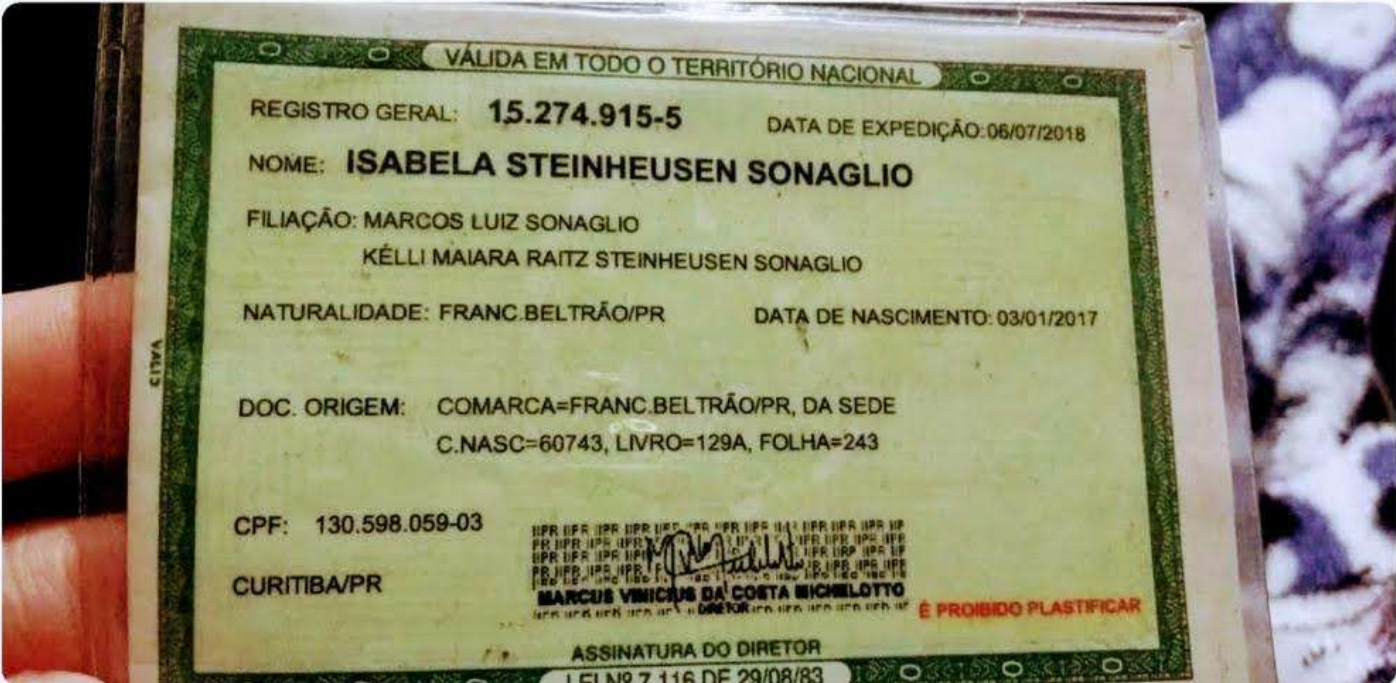 VÁLIDA EM TODO O TERRITÓRIO NACIONAL
REGISTRO GERAL: 15.274.915-5 DATA DE EXPEDIÇÃO:06/07/2018
NOME: ISABELA STEINHEUSEN SONAGLIO
FILIAÇÃO: MARCOS LUIZ SONAGLIO
KÉLLI MAIARA RAITZ STEINHEUSEN SONAGLIO
NATURALIDADE: FRANC.BELTRÃO/PR DATA DE NASCIMENTO: 03/01/2017
DOC. ORIGEM: COMARCA=FRANC.BELTRÃO/PR, DA SEDE
C.NASC=60743, LIVRO=129A, FOLHA=243
CPF: 130.598.059-03
CURITIBA/PR
MARCUS VINICIUS DA COSTA MICHELOTTO
DIRETOR
É PROIBIDO PLASTIFICAR
ASSINATURA DO DIRETOR
LEI Nº 7.116 DE 29/08/83